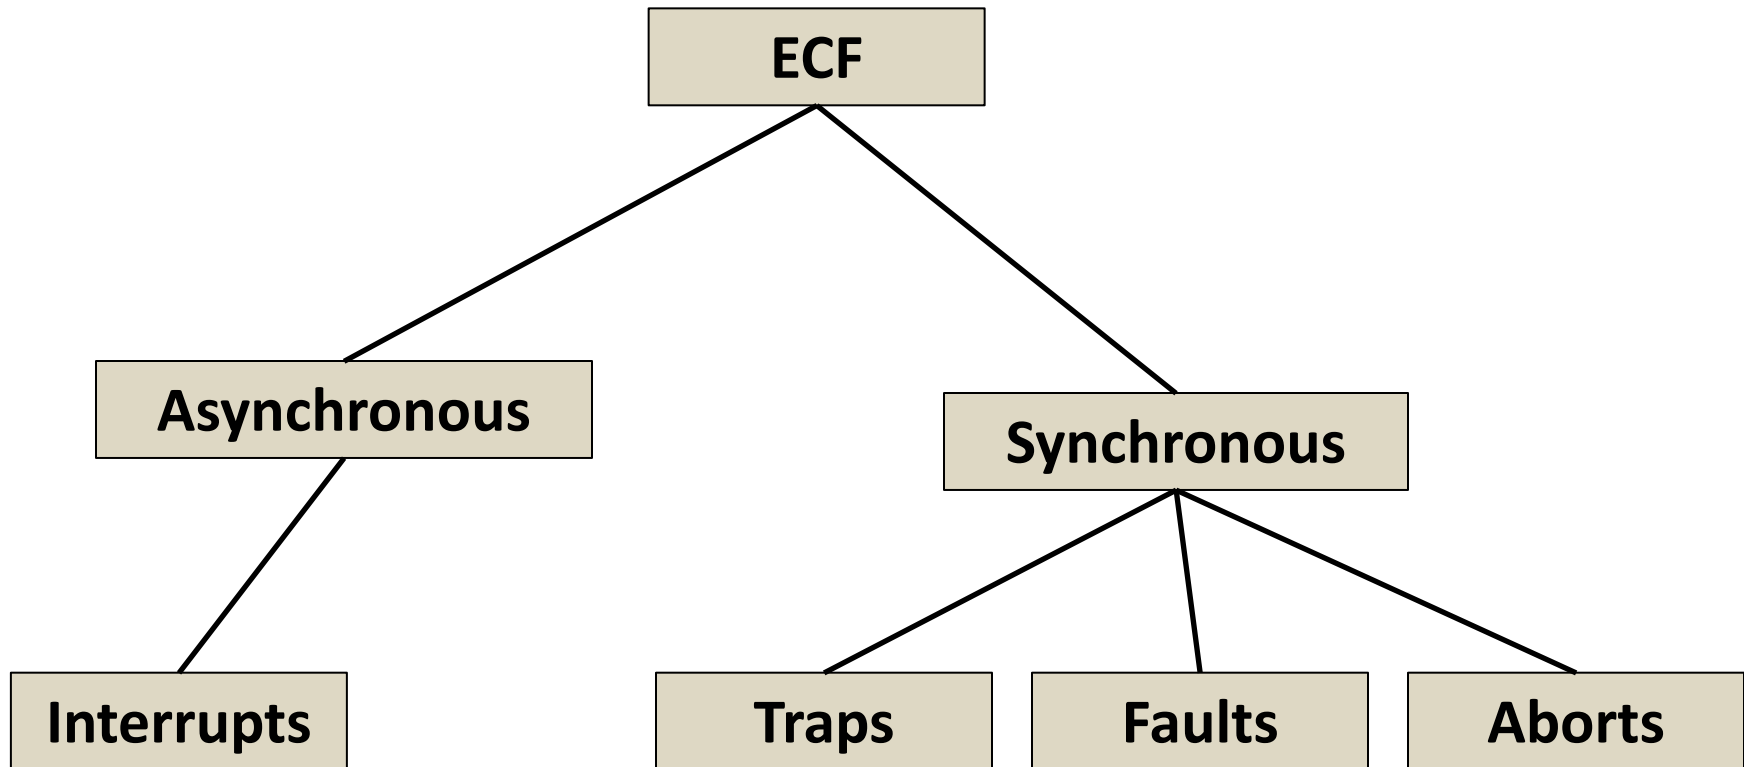 ECF
Asynchronous
Synchronous
Interrupts
Traps
Faults
Aborts